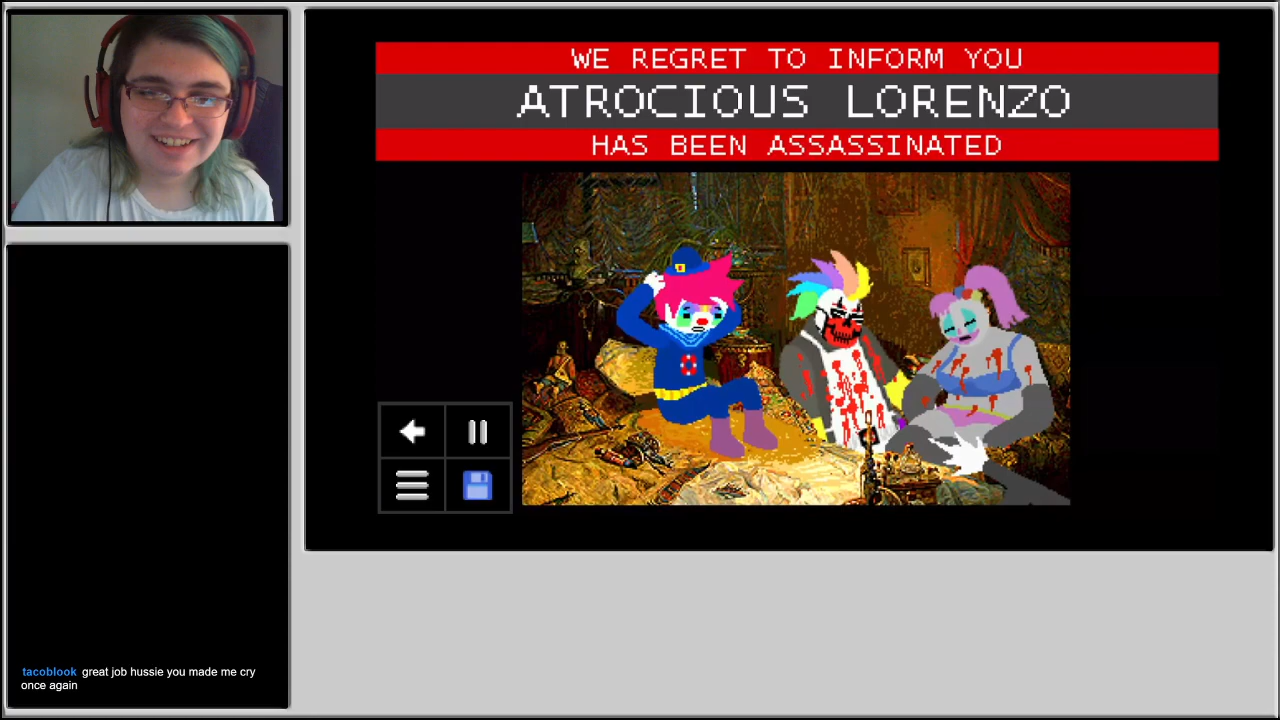 WE REGRET TO INFORM YOU
ATROCIOUS LORENZO
HAS BEEN ASSASSINATED
tacoblook great job hussie you made me cry
once again